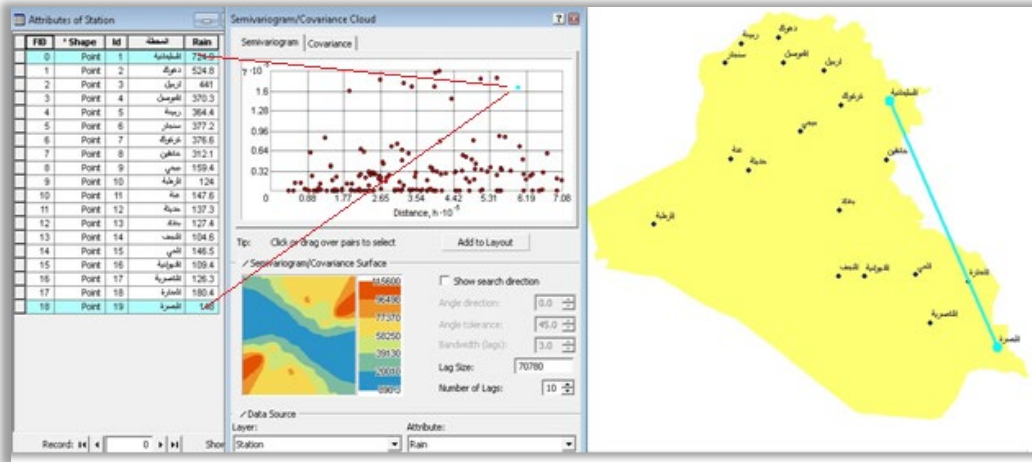 Attributes of Station
FID * Shape Id المحطة Rain
0 Point 1 السليمانية 724.9
1 Point 2 دهوك 524.8
2 Point 3 اربيل 441
3 Point 4 الموصل 370.3
4 Point 5 ربيعة 364.4
5 Point 6 سنجار 377.2
6 Point 7 كركوك 376.6
7 Point 8 خانقين 312.1
8 Point 9 بيجي 159.4
9 Point 10 الرطبة 124
10 Point 11 عنة 147.6
11 Point 12 حديثة 137.3
12 Point 13 بغداد 127.4
13 Point 14 النجف 104.6
14 Point 15 الحي 146.5
15 Point 16 الديوانية 109.4
16 Point 17 الناصرية 126.3
17 Point 18 العمارة 180.4
18 Point 19 البصرة
Record: 0 Show
Semivariogram/Covariance Cloud
Semivariogram Covariance
1.6
1.28
0.96
0.64
0.32
0 0.88 1.77 2.65 3.54 4.42 5.31 6.19 7.08
Distance, h ·10
Tip: Click or drag over pairs to select Add to Layout
Semivariogram/Covariance Surface
115600
96490
77370
58250
39130
20010
Show search direction
Angle direction: 0.0
Angle tolerance: 45.0
Bandwidth (lags): 3.0
Lag Size: 70780
Number of Lags: 10
Data Source
Layer: Attribute:
Station Rain
دهوك
ربيعة
سنجار
الموصل
اربيل
السليمانية
كركوك
بيجي
عنة
حديثة
خانقين
بغداد
الرطبة
النجف
الديوانية
الحي
العمارة
الناصرية
البصرة